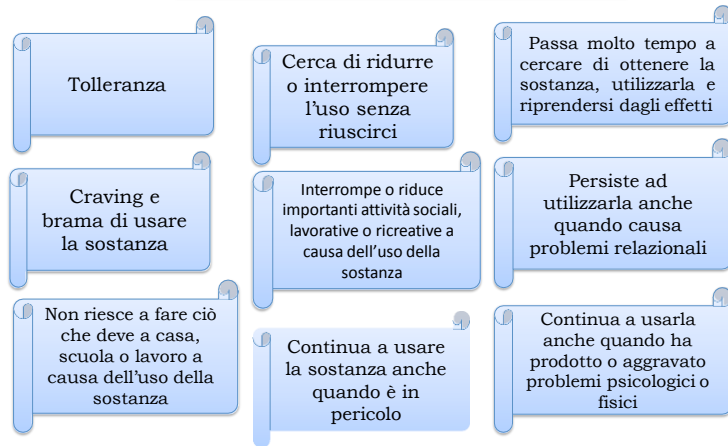 Tolleranza
Cerca di ridurre
o interrompere
l'uso senza
riuscirci
Passa molto tempo a
cercare di ottenere la
sostanza, utilizzarla e
riprendersi dagli effetti
Craving e
brama di usare
la sostanza
Interrompe o riduce
importanti attività sociali,
lavorative o ricreative a
causa dell'uso della
sostanza
Persiste ad
utilizzarla anche
quando causa
problemi relazionali
Non riesce a fare ciò
che deve a casa,
scuola o lavoro a
causa dell'uso della
sostanza
Continua a usare
la sostanza anche
quando è in
pericolo
Continua a usarla
anche quando ha
prodotto o aggravato
problemi psicologici o
fisici